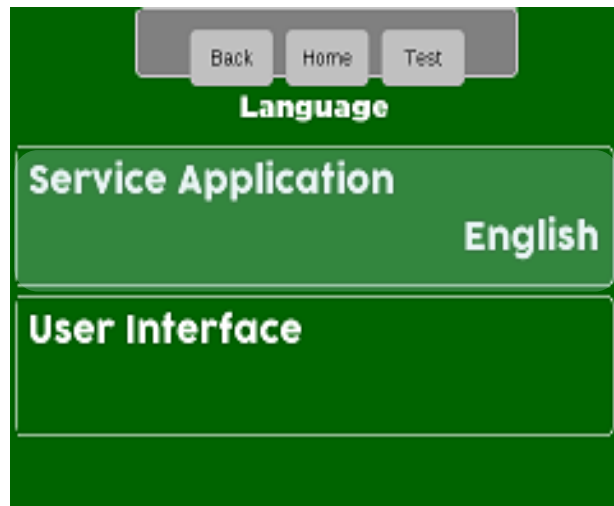 Back Home Test
Language
Service Application
English
User Interface